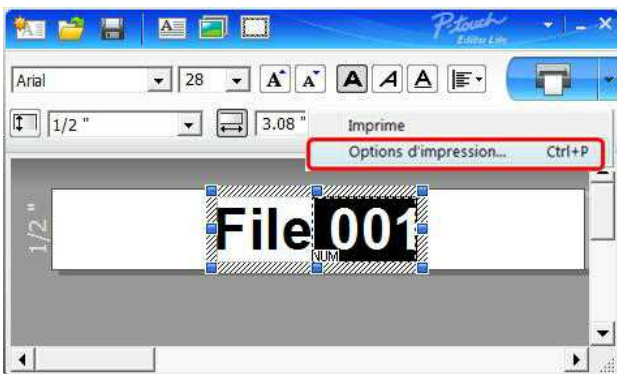 P-touch
Editor Lite
Arial 28 A A A A A
1/2 " 3.08 "
Imprime
Options d'impression... Ctrl+P
1/2 "
File 001
NUM